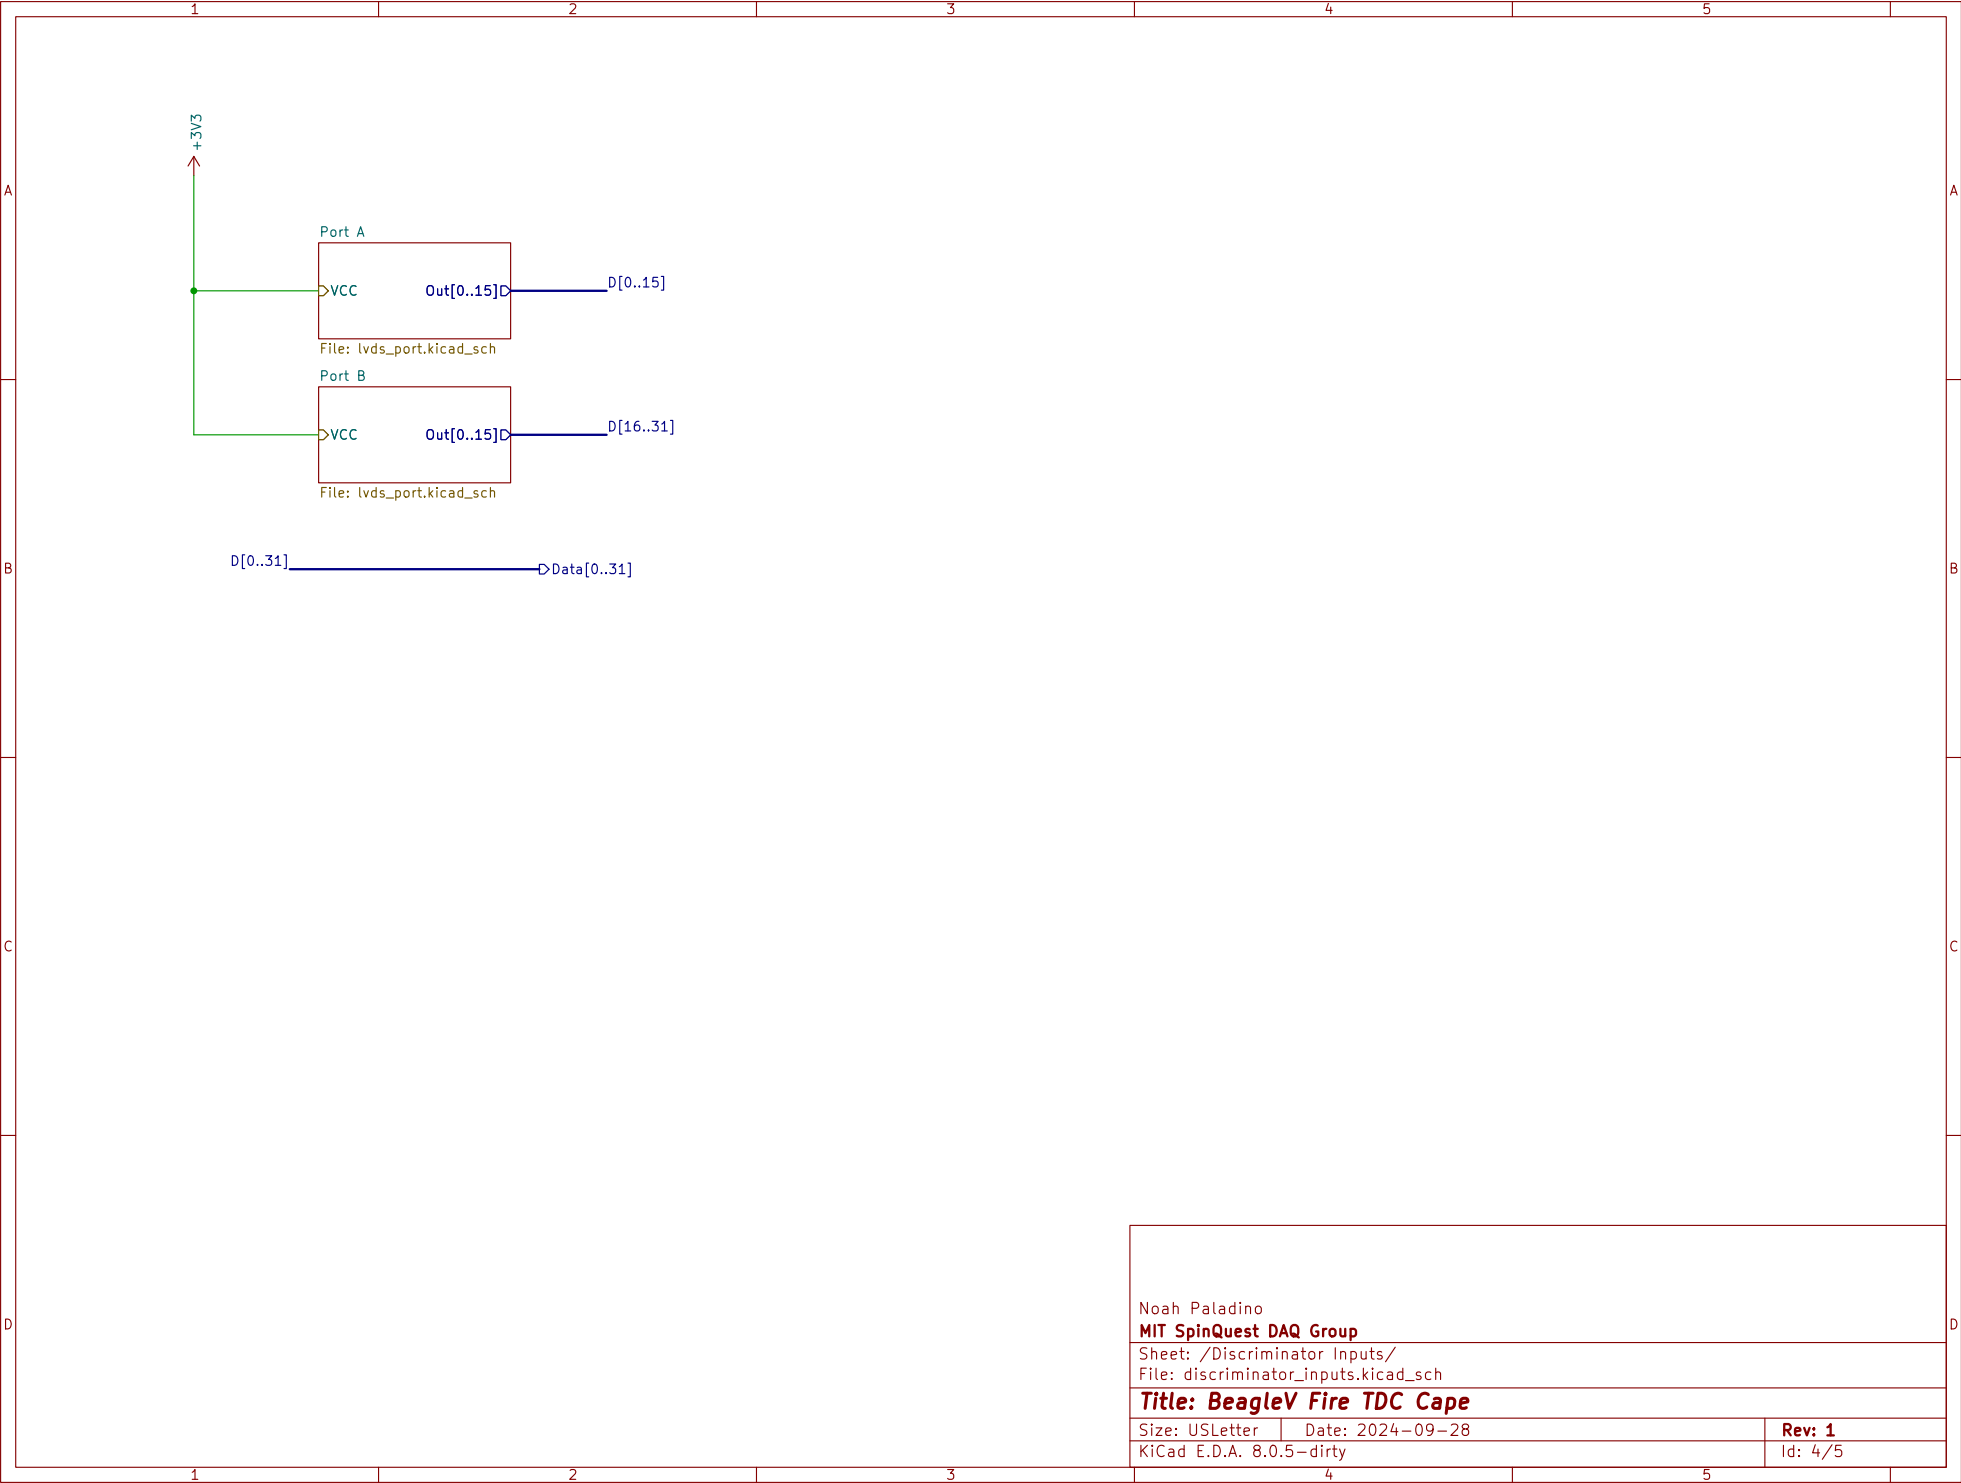 1 2 3 4 5
+3V3
A A
Port A
VCC Out[0..15] D[0..15]
File: lvds_port.kicad_sch
Port B
VCC Out[0..15] D[16..31]
File: lvds_port.kicad_sch
D[0..31] Data[0..31]
B B
C C
Noah Paladino
D D
MIT SpinQuest DAQ Group
Sheet: /Discriminator Inputs/
File: discriminator_inputs.kicad_sch
Title: BeagleV Fire TDC Cape
Size: USLetter Date: 2024-09-28 Rev: 1
KiCad E.D.A. 8.0.5-dirty Id: 4/5
1 2 3 4 5